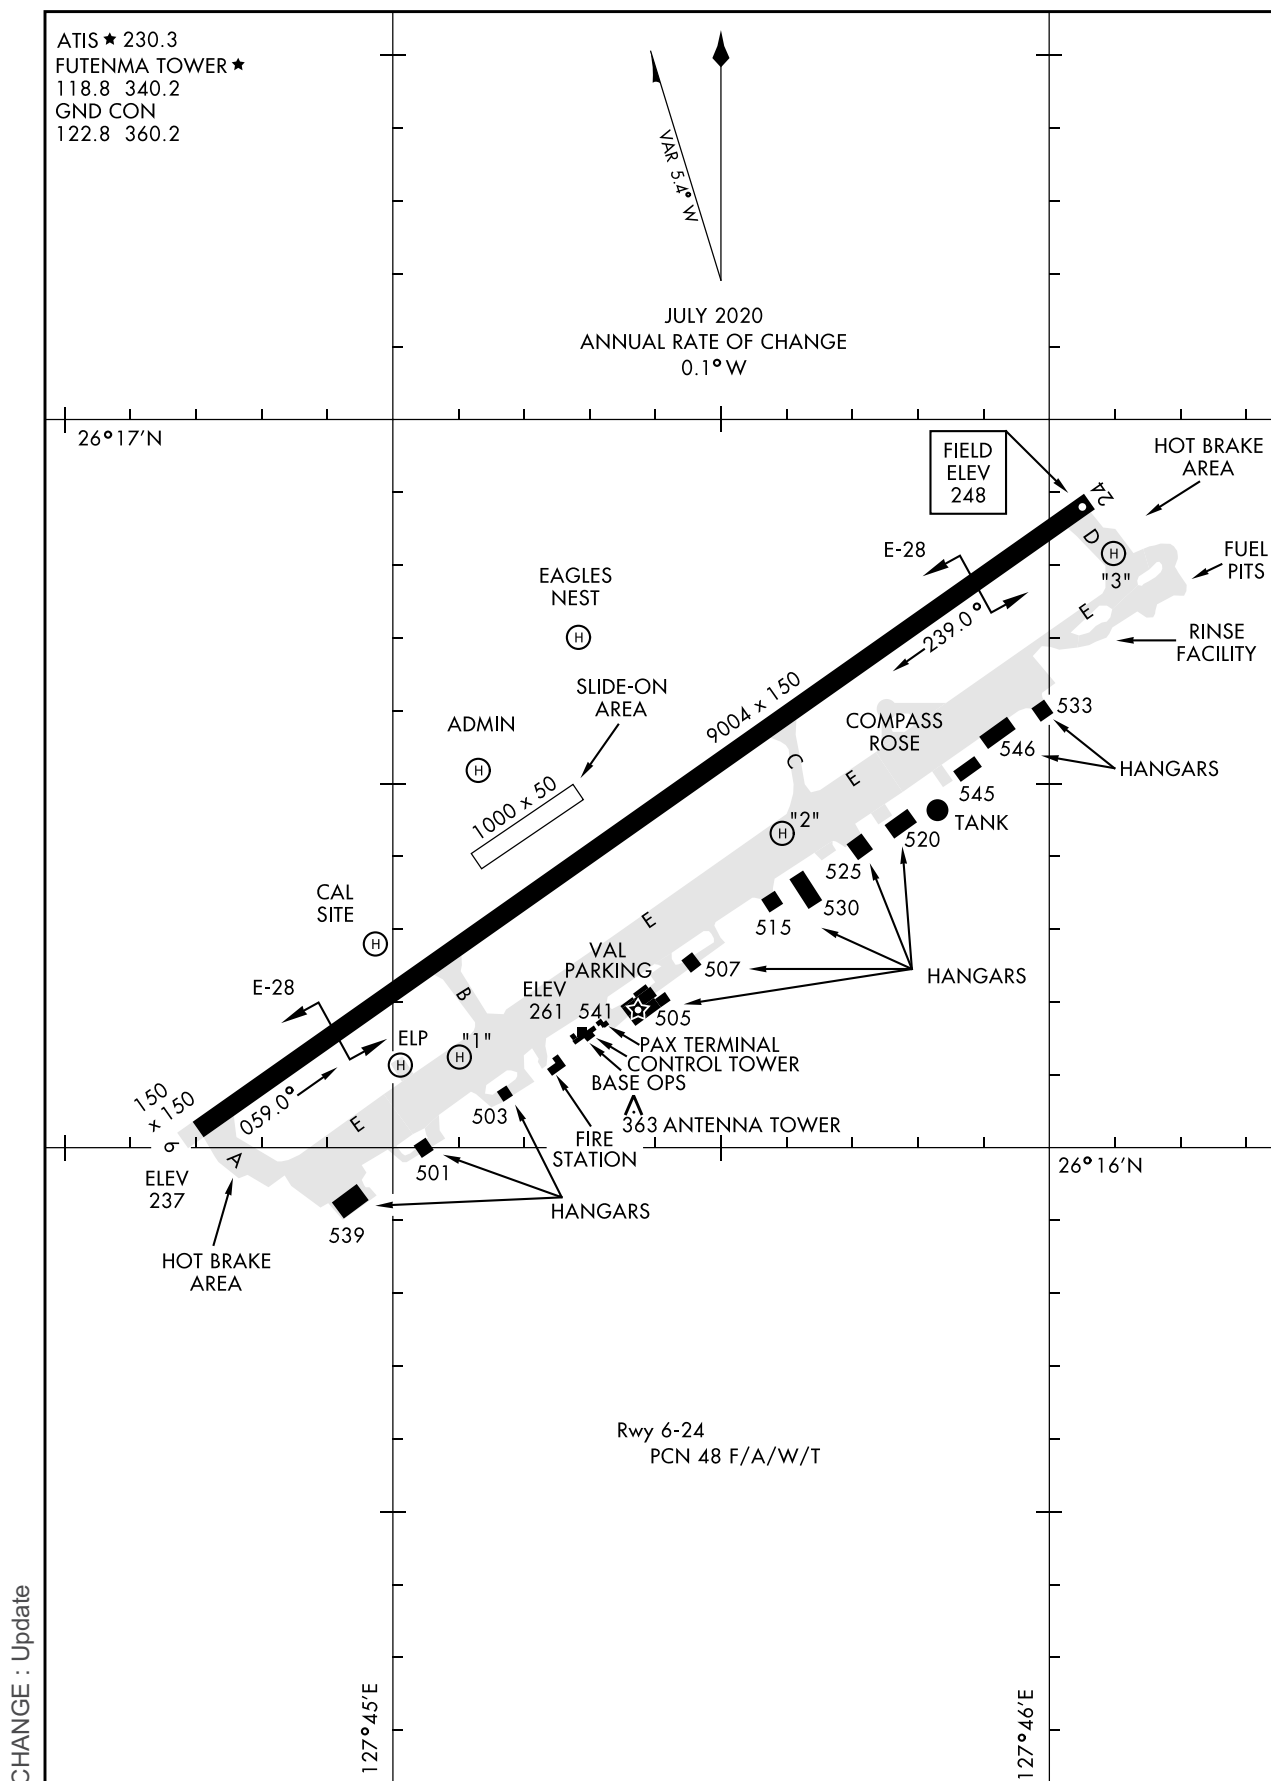 ATIS ★ 230.3
FUTENMA TOWER ★
118.8 340.2
GND CON
122.8 360.2
VAR 5.4° W
JULY 2020
ANNUAL RATE OF CHANGE
0.1° W
26°17'N
FIELD
ELEV
248
24
HOT BRAKE
AREA
D
H
"3"
FUEL
PITS
E-28
239.0°
E
RINSE
FACILITY
EAGLES
NEST
H
SLIDE-ON
AREA
ADMIN
H
1000 x 50
9004 x 150
COMPASS
ROSE
C
E
533
546
HANGARS
545
TANK
520
"2"
H
525
530
515
CAL
SITE
H
E
VAL
PARKING
507
HANGARS
E-28
B
ELEV
261
541
505
PAX TERMINAL
CONTROL TOWER
BASE OPS
ELP
H
"1"
H
059.0°
150
x 150
503
363 ANTENNA TOWER
FIRE
STATION
E
6
A
ELEV
237
501
26°16'N
HANGARS
539
HOT BRAKE
AREA
Rwy 6-24
PCN 48 F/A/W/T
127°45'E
127°46'E
CHANGE : Update